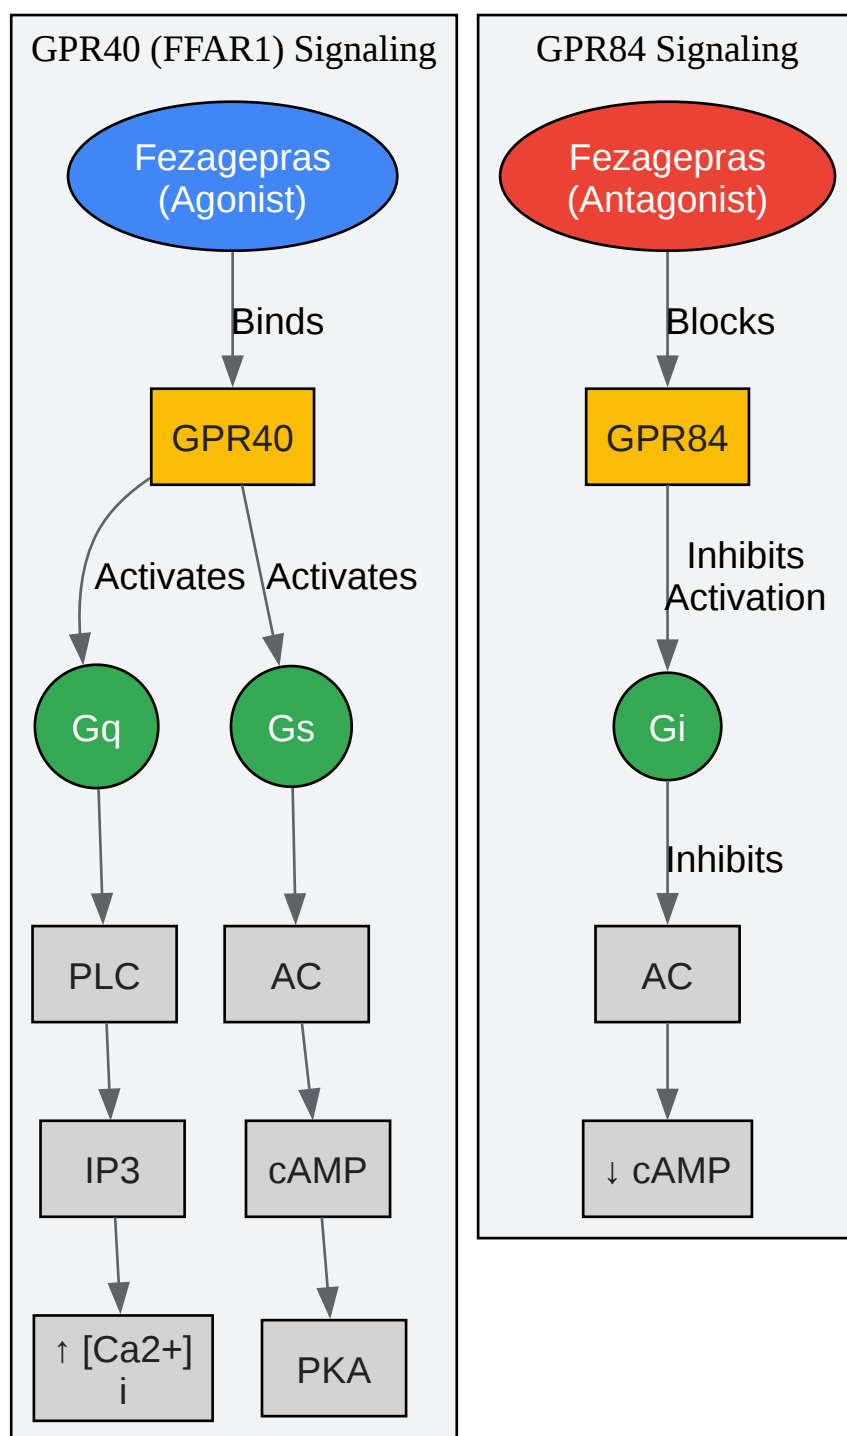 GPR40 (FFAR1) Signaling
Fezagepras
(Agonist)
Binds
GPR40
Activates
Activates
Gq
Gs
PLC
AC
IP3
cAMP
↑ [Ca2+]
i
PKA
GPR84 Signaling
Fezagepras
(Antagonist)
Blocks
GPR84
Inhibits
Activation
Gi
Inhibits
AC
↓ cAMP